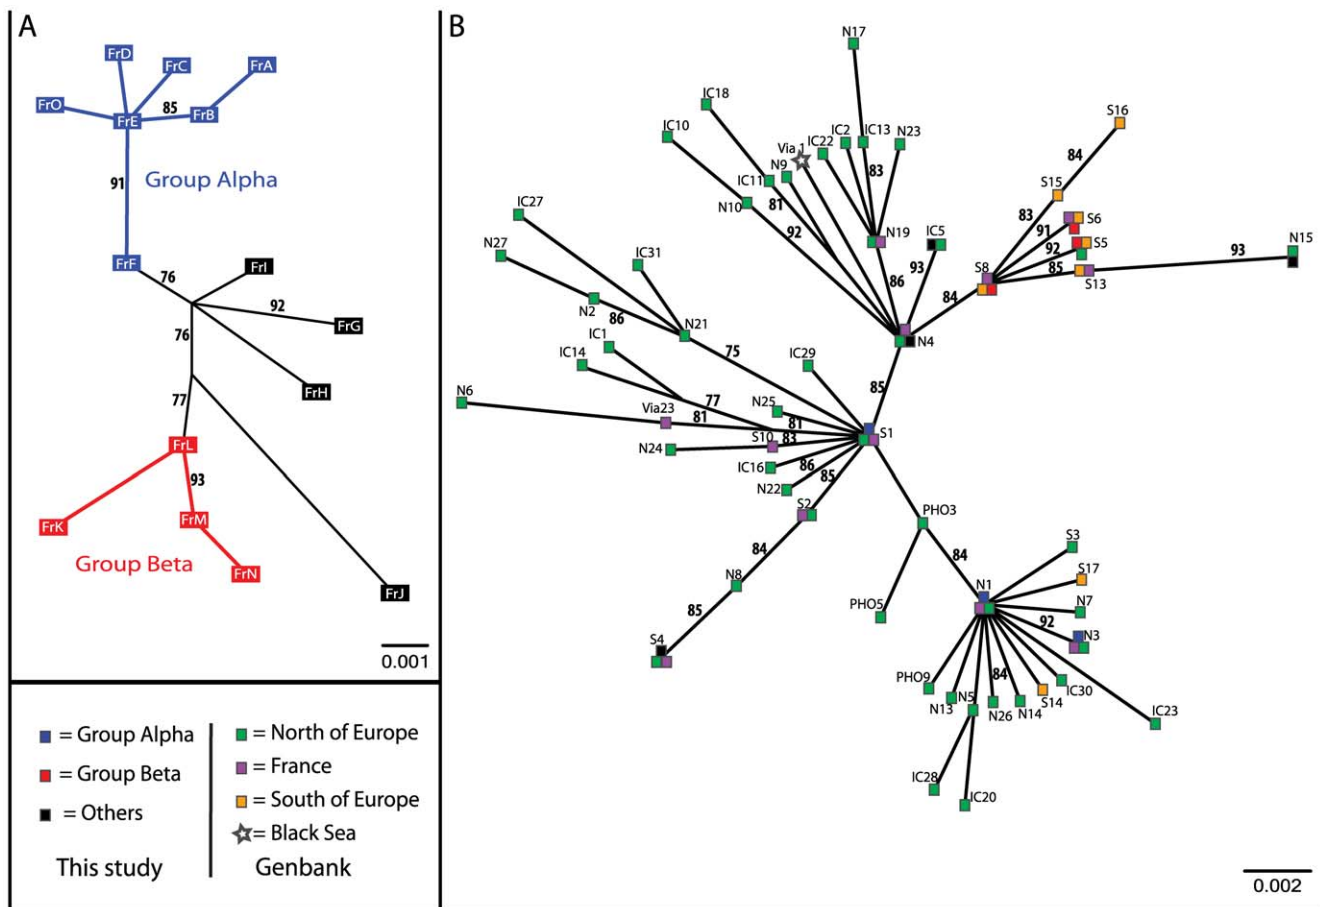 A
FrD
FrC
FrA
FrO
FrE
85
FrB
91
Group Alpha
FrF
76
FrI
92
FrG
76
FrH
77
FrL
93
FrK
FrM
Group Beta
FrN
FrJ
0.001
= Group Alpha
= Group Beta
= Others
This study
= North of Europe
= France
= South of Europe
= Black Sea
Genbank
B
N17
IC18
IC10
Via 1
IC22
IC2
IC13
N23
S16
N9
83
84
IC11
81
S15
N10
92
83
S6
91
IC27
N19
IC5
92
S5
N15
N27
IC31
86
93
S8
85
S13
93
84
N2
86
N21
N4
IC1
75
IC29
IC14
85
N6
77
Via23
81
N25
81
S1
N24
S10
83
IC16
86
N22
85
S2
PHO3
84
84
S3
N8
N1
S17
PHO5
N7
85
92
N3
S4
PHO9
84
IC30
N13
N5
N26
N14
S14
IC23
IC28
IC20
0.002